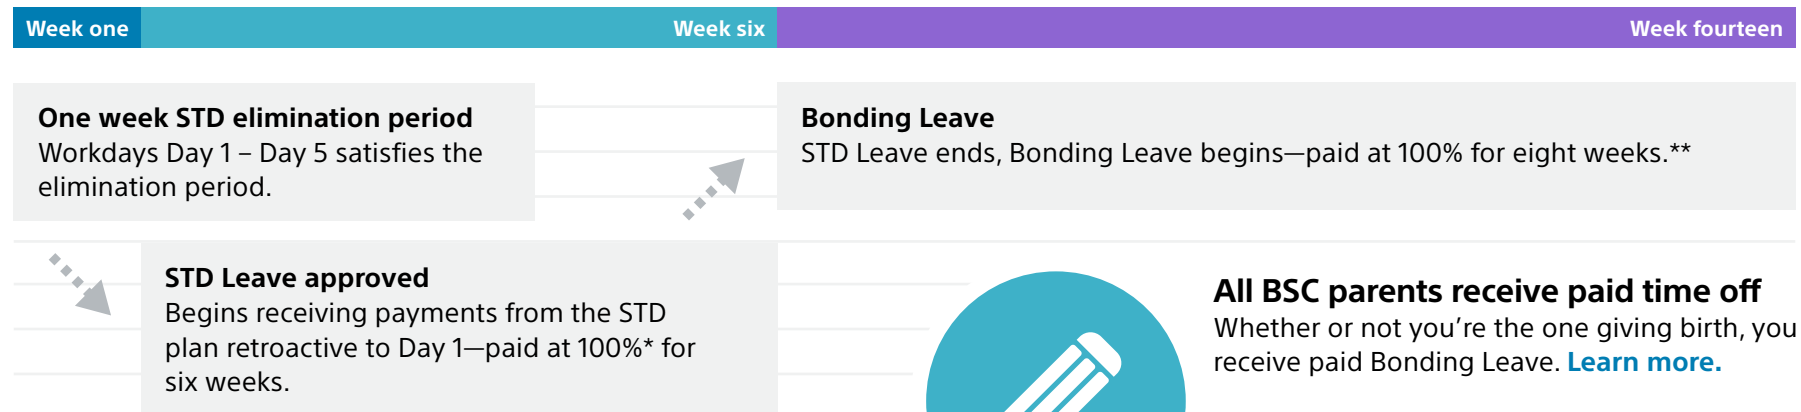 Week one
Week six
Week fourteen
One week STD elimination period
Workdays Day 1 – Day 5 satisfies the
elimination period.
Bonding Leave
STD Leave ends, Bonding Leave begins—paid at 100% for eight weeks.**
STD Leave approved
Begins receiving payments from the STD
plan retroactive to Day 1—paid at 100%* for
six weeks.
All BSC parents receive paid time off
Whether or not you’re the one giving birth, you
receive paid Bonding Leave. Learn more.